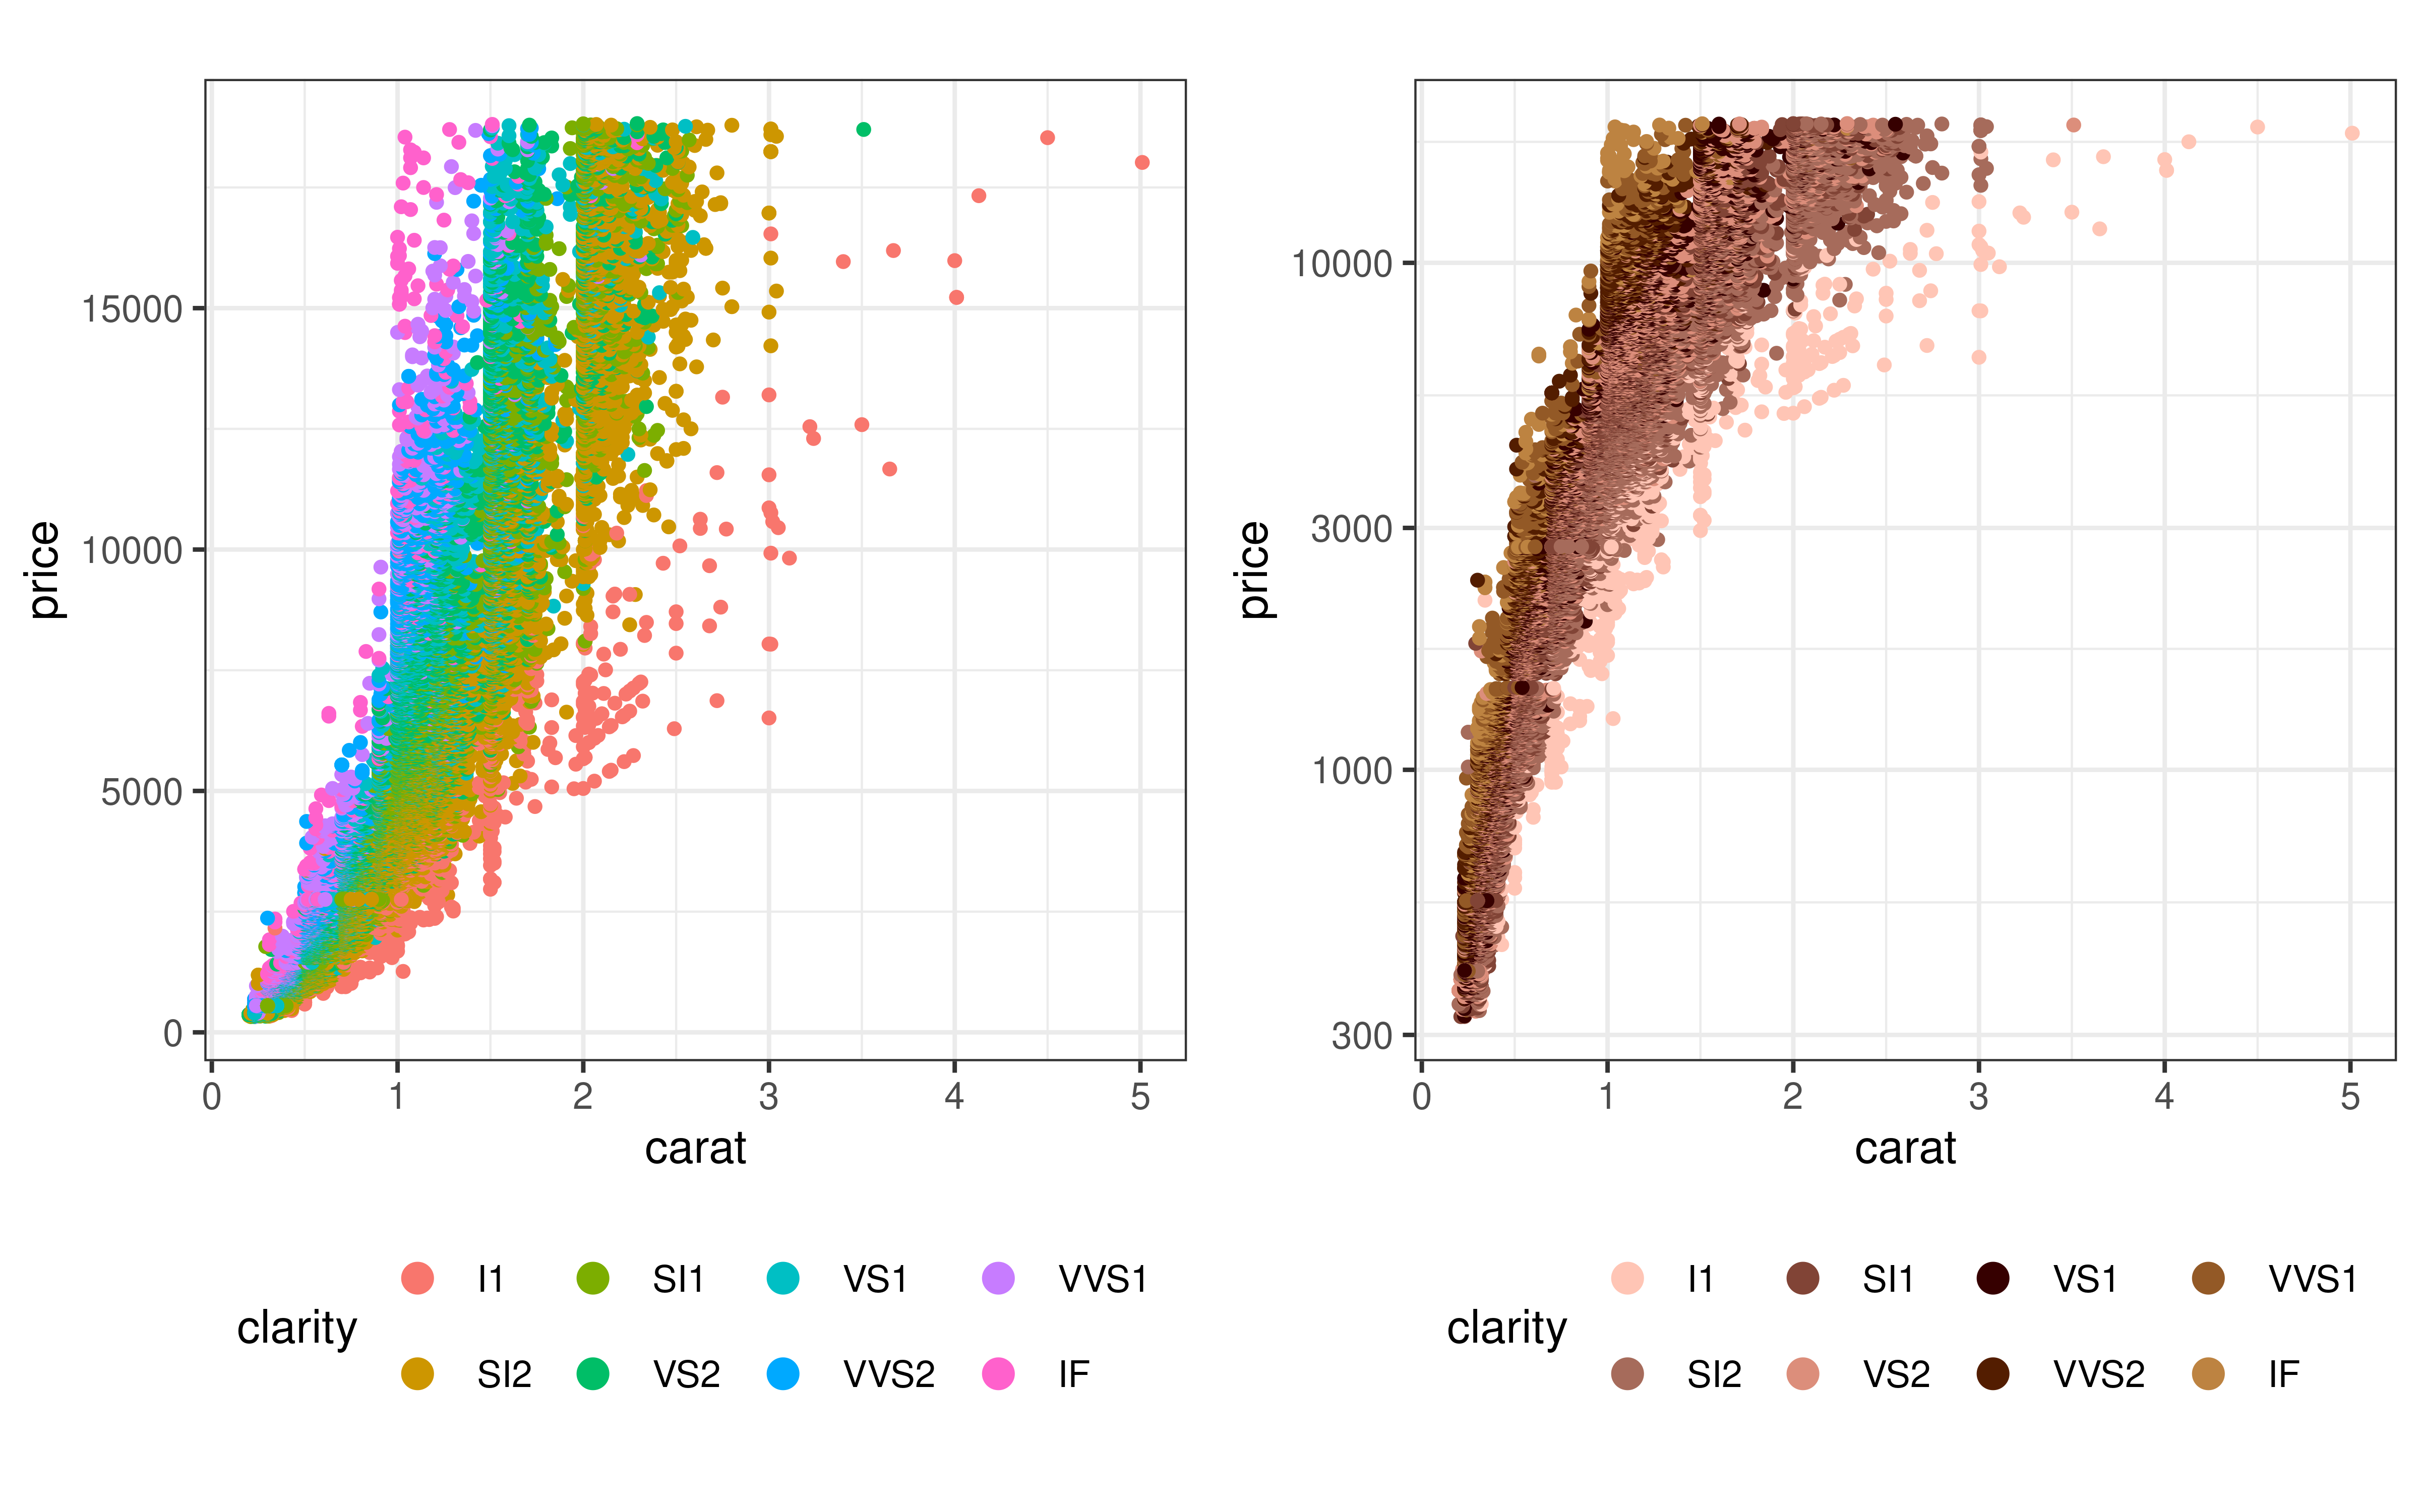 price
15000
10000
5000
0
0 1 2 3 4 5
carat
clarity
I1 SI1 VS1 VVS1
SI2 VS2 VVS2 IF
price
10000
3000
1000
300
0 1 2 3 4 5
carat
clarity
I1 SI1 VS1 VVS1
SI2 VS2 VVS2 IF